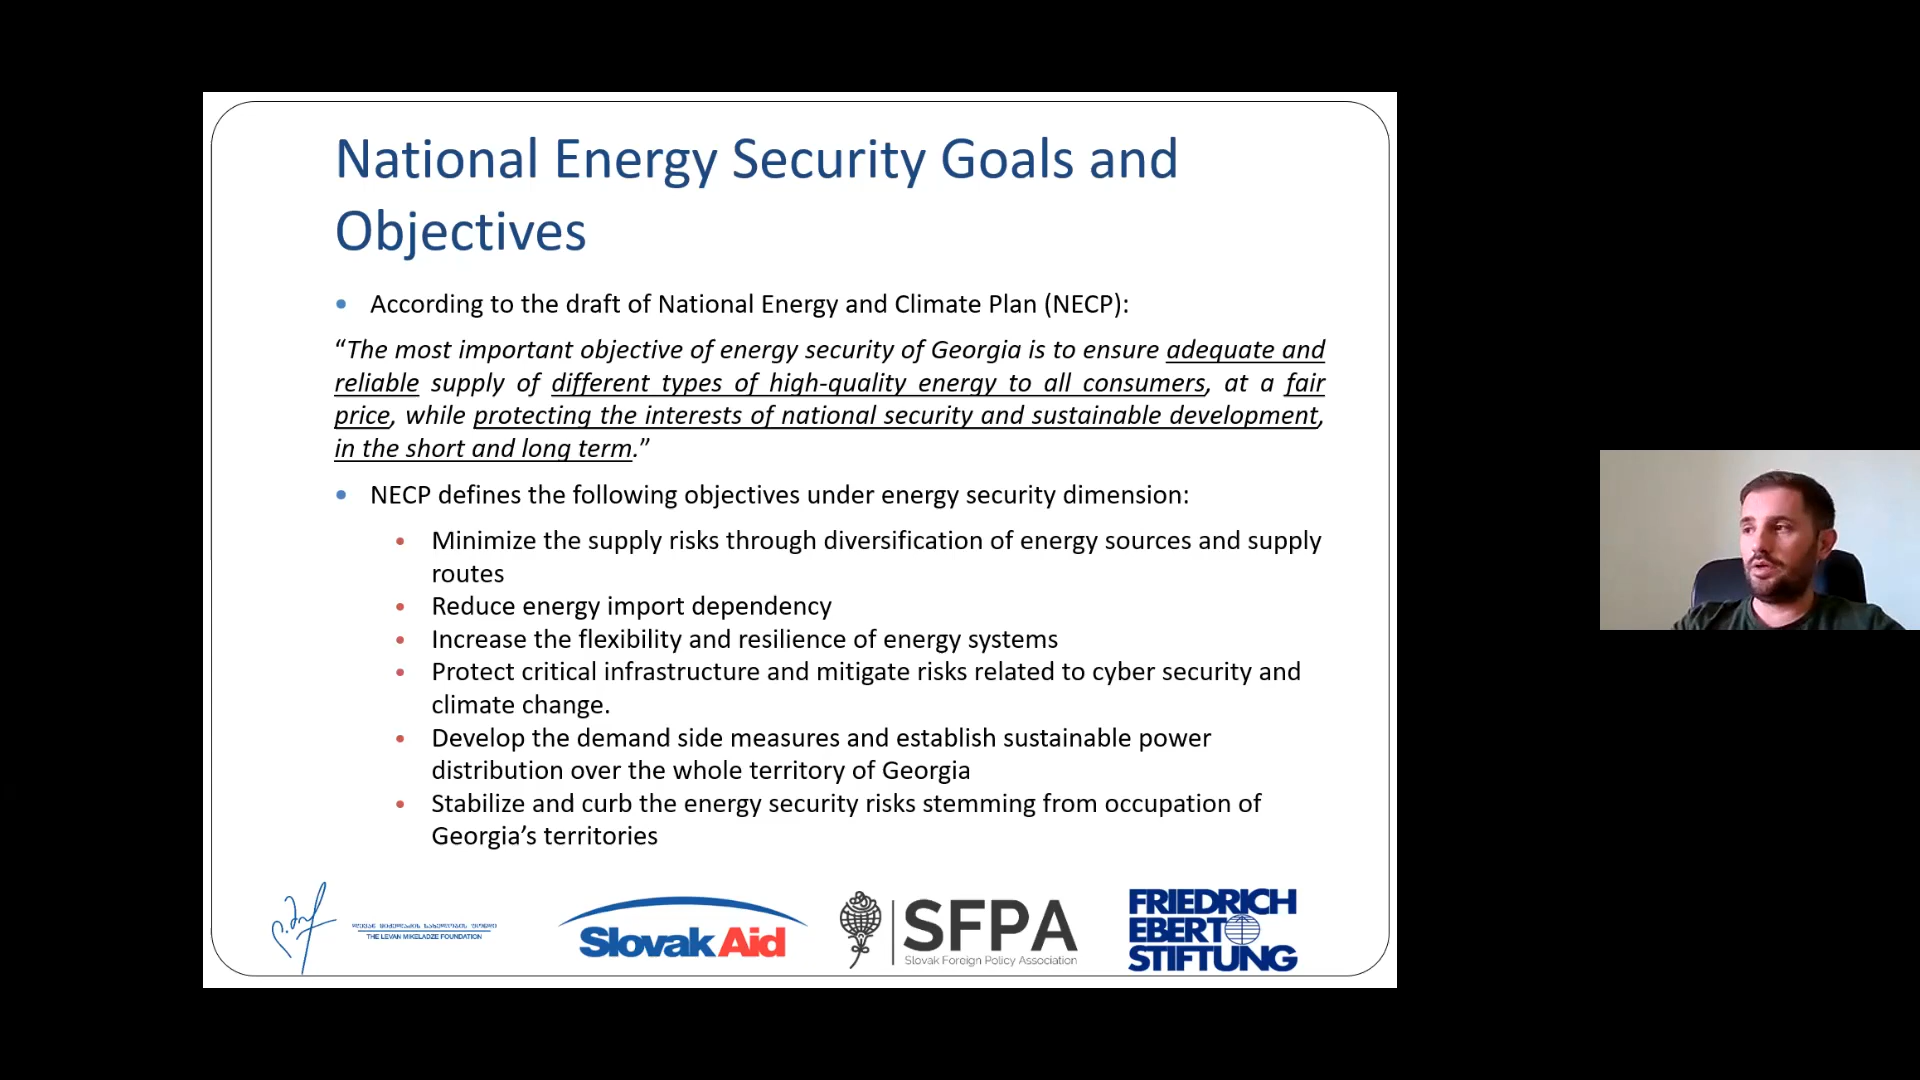 National Energy Security Goals and
Objectives
• According to the draft of National Energy and Climate Plan (NECP):
“The most important objective of energy security of Georgia is to ensure adequate and
reliable supply of different types of high-quality energy to all consumers, at a fair
price, while protecting the interests of national security and sustainable development,
in the short and long term.”
• NECP defines the following objectives under energy security dimension:
• Minimize the supply risks through diversification of energy sources and supply
routes
• Reduce energy import dependency
• Increase the flexibility and resilience of energy systems
• Protect critical infrastructure and mitigate risks related to cyber security and
climate change.
• Develop the demand side measures and establish sustainable power
distribution over the whole territory of Georgia
• Stabilize and curb the energy security risks stemming from occupation of
Georgia’s territories
THE LEVAN MIKELADZE FOUNDATION
SlovakAid
SFPA
Slovak Foreign Policy Association
FRIEDRICH
EBERT
STIFTUNG